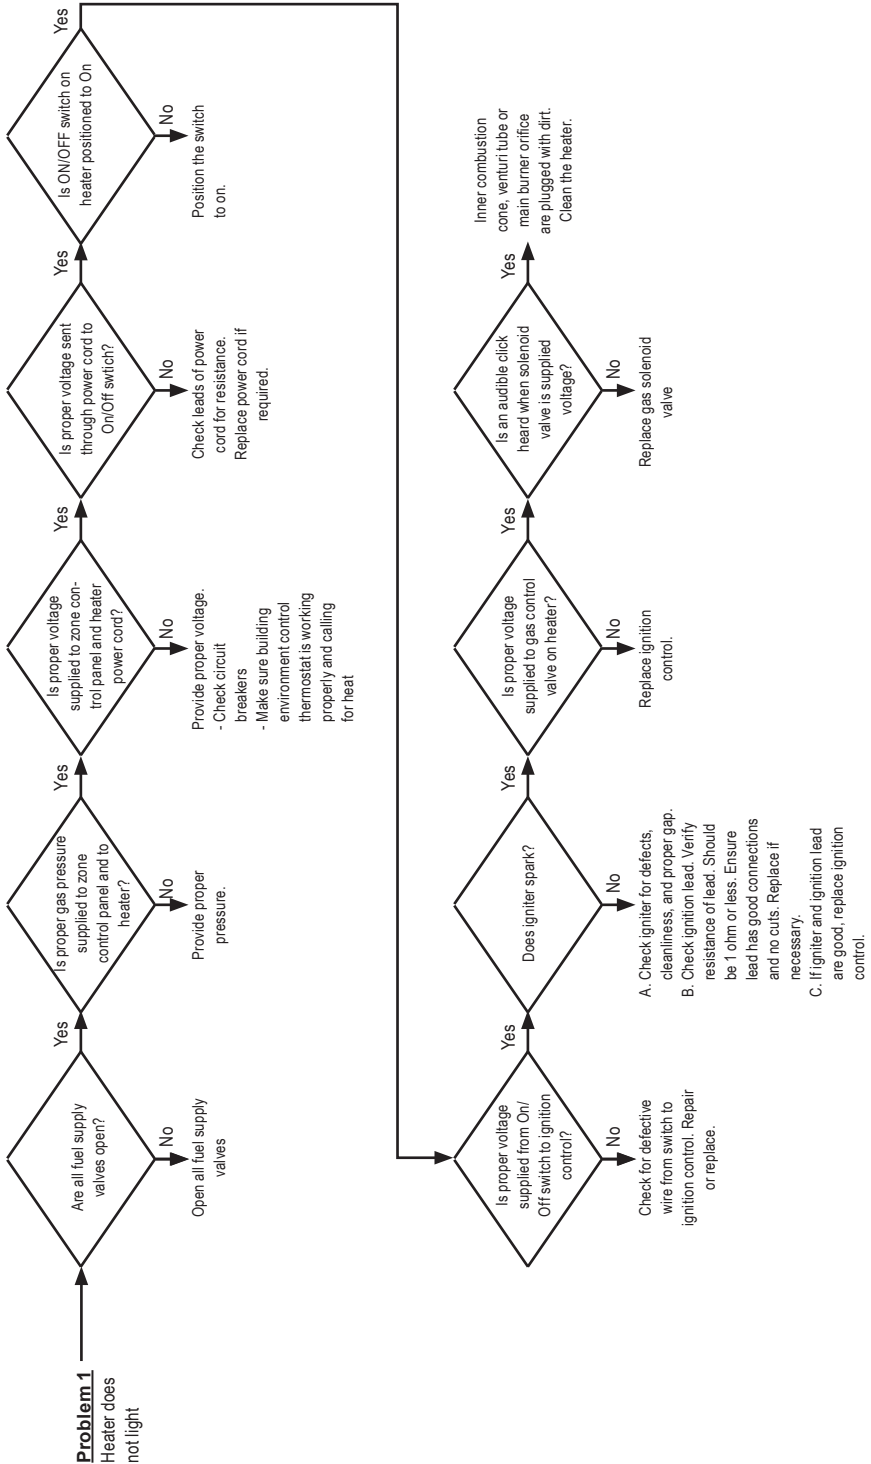 Problem 1
Heater does
not light
Are all fuel supply
valves open?
Yes
No
Open all fuel supply
valves
Is proper gas pressure
supplied to zone
control panel and to
heater?
Yes
No
Provide proper
pressure.
Is proper voltage
supplied to zone con-
trol panel and heater
power cord?
Yes
No
Provide proper voltage.
- Check circuit
breakers
- Make sure building
environment control
thermostat is working
properly and calling
for heat
Is proper voltage sent
through power cord to
On/Off swtich?
Yes
No
Check leads of power
cord for resistance.
Replace power cord if
required.
Is ON/OFF switch on
heater positioned to On
Yes
No
Position the switch
to on.
Is proper voltage
supplied from On/
Off switch to ignition
control?
Yes
No
Check for defective
wire from switch to
ignition control. Repair
or replace.
Does igniter spark?
Yes
No
A. Check igniter for defects,
cleanliness, and proper gap.
B. Check ignition lead. Verify
resistance of lead. Should
be 1 ohm or less. Ensure
lead has good connections
and no cuts. Replace if
necessary.
C. If igniter and ignition lead
are good, replace ignition
control.
Is proper voltage
supplied to gas control
valve on heater?
Yes
No
Replace ignition
control.
Is an audible click
heard when solenoid
valve is supplied
voltage?
Yes
No
Replace gas solenoid
valve
Inner combustion
cone, venturi tube or
main burner orifice
are plugged with dirt.
Clean the heater.